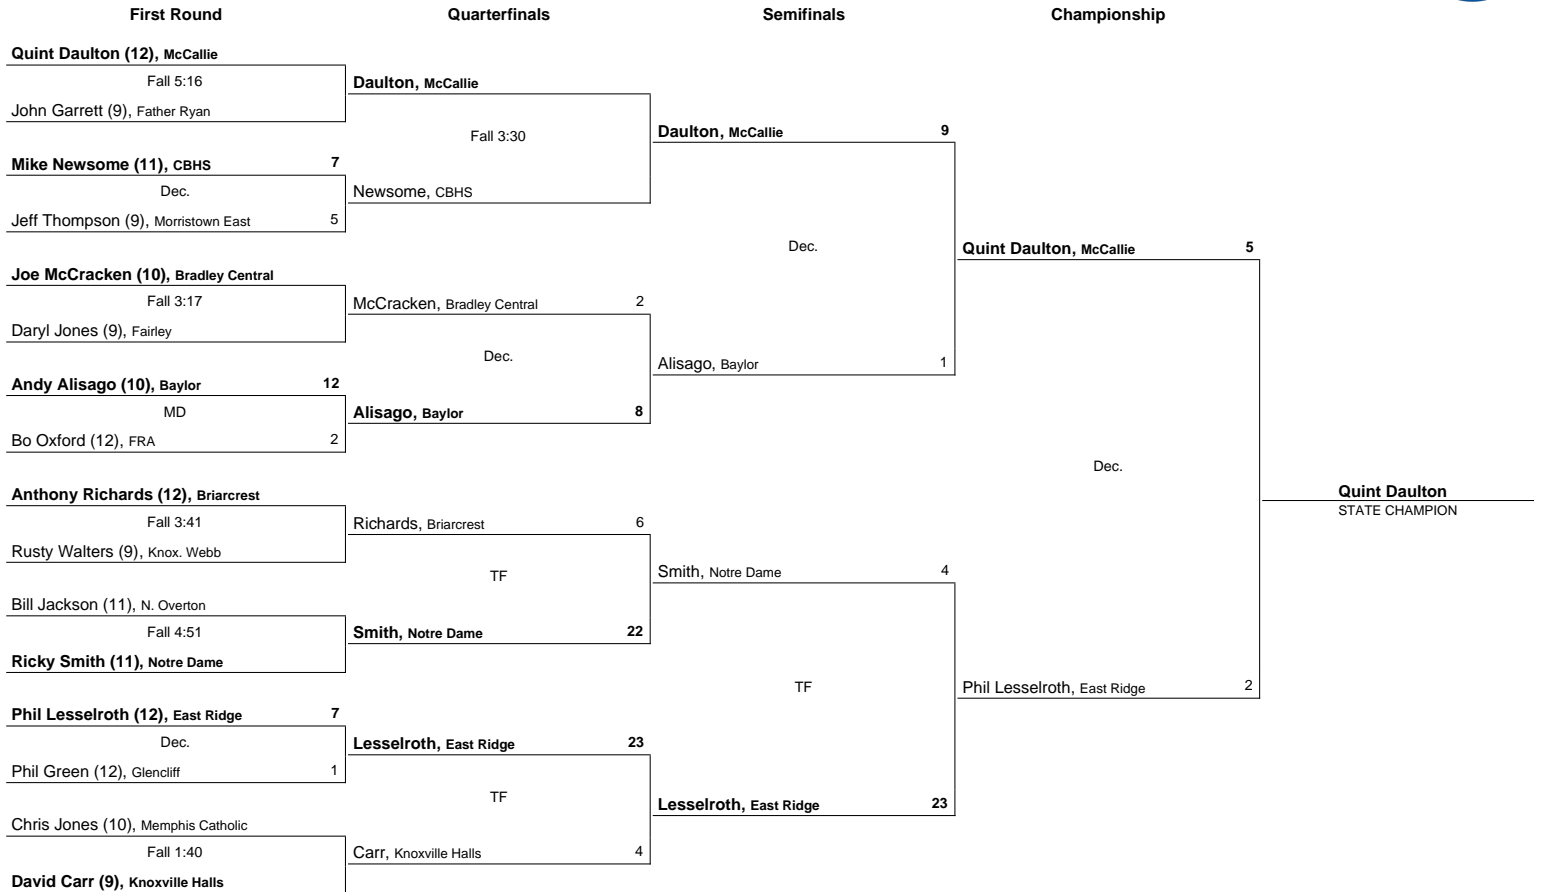 First Round Quarterfinals Semifinals Championship
Quint Daulton (12), McCallie
Fall 5:16
John Garrett (9), Father Ryan
Mike Newsome (11), CBHS 7
Dec.
Jeff Thompson (9), Morristown East 5
Joe McCracken (10), Bradley Central
Fall 3:17
Daryl Jones (9), Fairley
Andy Alisago (10), Baylor 12
MD
Bo Oxford (12), FRA 2
Anthony Richards (12), Briarcrest
Fall 3:41
Rusty Walters (9), Knox. Webb
Bill Jackson (11), N. Overton
Fall 4:51
Ricky Smith (11), Notre Dame
Phil Lesselroth (12), East Ridge 7
Dec.
Phil Green (12), Glencliff 1
Chris Jones (10), Memphis Catholic
Fall 1:40
David Carr (9), Knoxville Halls
Daulton, McCallie
Fall 3:30
Newsome, CBHS
McCracken, Bradley Central 2
Dec.
Alisago, Baylor 8
Richards, Briarcrest 6
TF
Smith, Notre Dame 22
Lesselroth, East Ridge 23
TF
Carr, Knoxville Halls 4
Daulton, McCallie 9
Dec.
Alisago, Baylor 1
Smith, Notre Dame 4
TF
Lesselroth, East Ridge 23
Quint Daulton, McCallie 5
Dec.
Phil Lesselroth, East Ridge 2
Quint Daulton
STATE CHAMPION